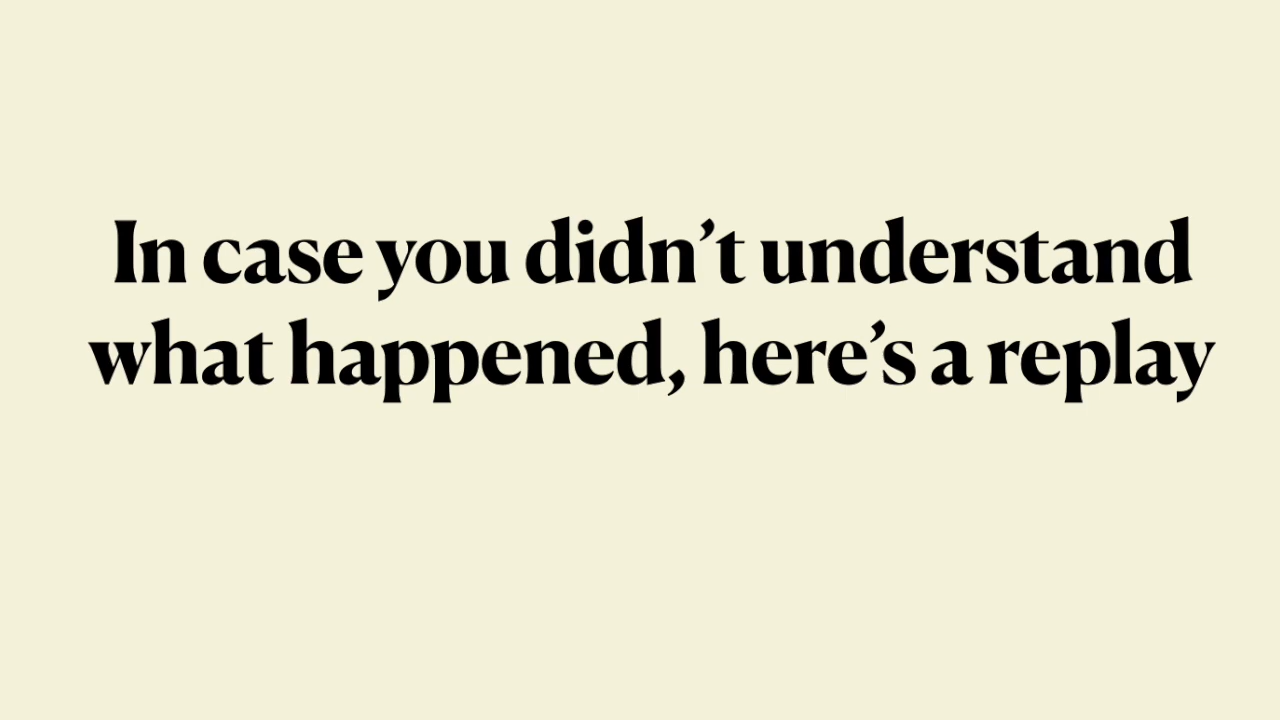 In case you didn’t understand
what happened, here’s a replay